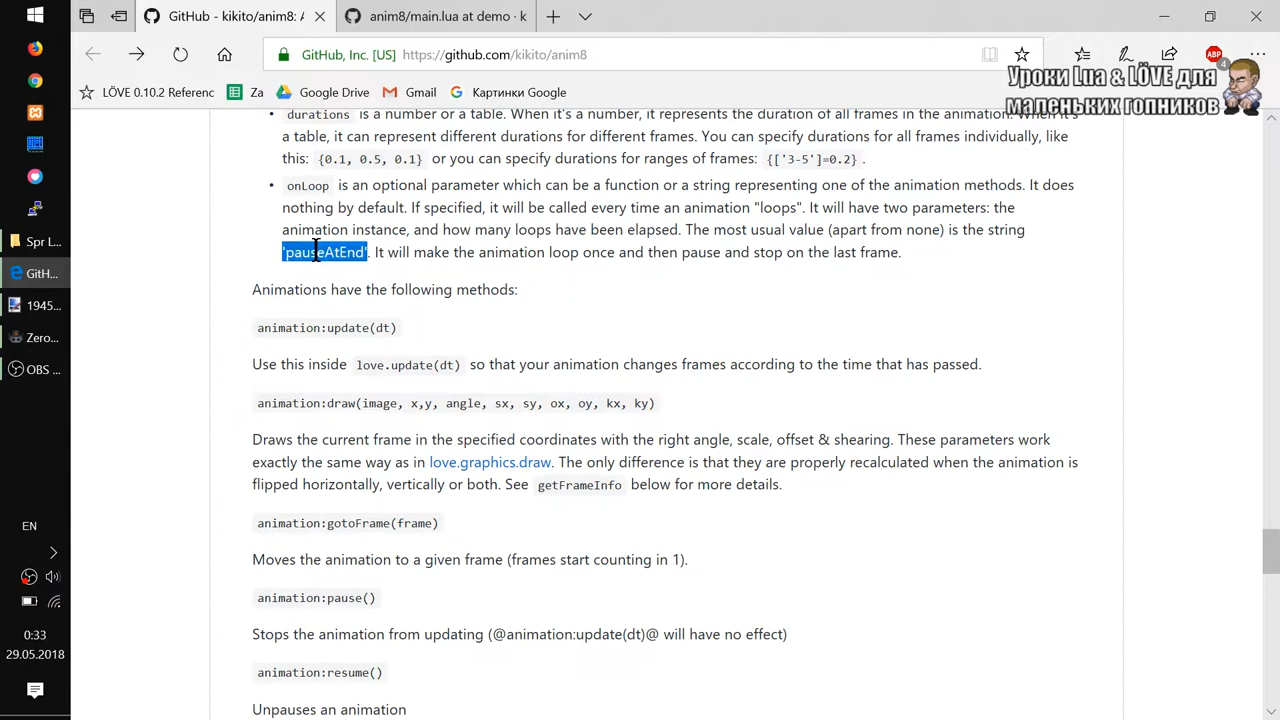 GitHub - kikito/anim8: A
anim8/main.lua at demo · k
GitHub, Inc. [US]
https://github.com/kikito/anim8
ABP
4
LÖVE 0.10.2 Referenc
Za
Google Drive
Gmail
Картинки Google
Уроки Lua & LÖVE для
маленьких гопников
durations is a number or a table. When it's a number, it represents the duration of all frames in the animation. When it's
a table, it can represent different durations for different frames. You can specify durations for all frames individually, like
this: {0.1, 0.5, 0.1} or you can specify durations for ranges of frames: {['3-5']=0.2}.
onLoop is an optional parameter which can be a function or a string representing one of the animation methods. It does
nothing by default. If specified, it will be called every time an animation "loops". It will have two parameters: the
animation instance, and how many loops have been elapsed. The most usual value (apart from none) is the string
'pauseAtEnd'. It will make the animation loop once and then pause and stop on the last frame.
Animations have the following methods:
animation:update(dt)
Use this inside love.update(dt) so that your animation changes frames according to the time that has passed.
animation:draw(image, x,y, angle, sx, sy, ox, oy, kx, ky)
Draws the current frame in the specified coordinates with the right angle, scale, offset & shearing. These parameters work
exactly the same way as in love.graphics.draw. The only difference is that they are properly recalculated when the animation is
flipped horizontally, vertically or both. See getFrameInfo below for more details.
animation:gotoFrame(frame)
Moves the animation to a given frame (frames start counting in 1).
animation:pause()
Stops the animation from updating (@animation:update(dt)@ will have no effect)
animation:resume()
Unpauses an animation
Spr L...
GitH...
1945...
Zero...
OBS ...
EN
0:33
29.05.2018